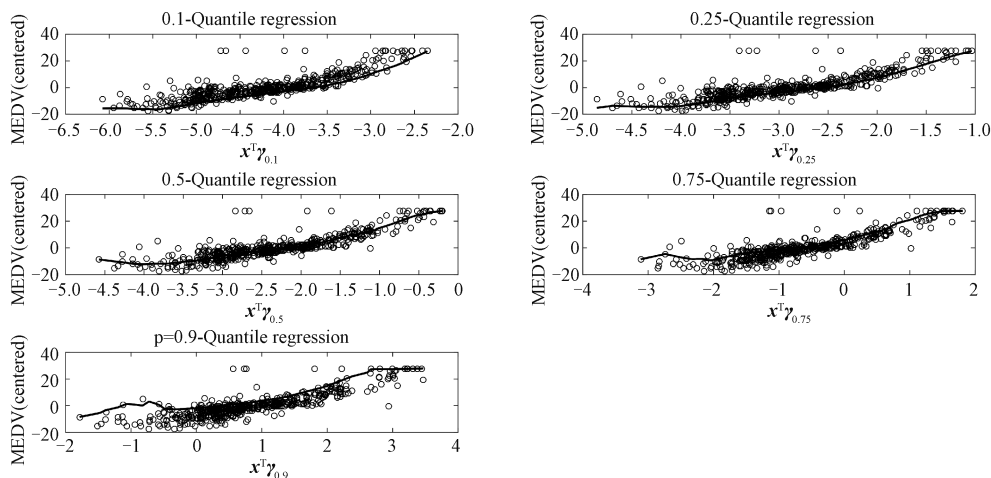 0.1-Quantile regression
MEDV(centered)
40
20
0
−20
−6.5 −6.0 −5.5 −5.0 −4.5 −4.0 −3.5 −3.0 −2.5 −2.0
xᵀγ0.1
0.25-Quantile regression
MEDV(centered)
40
20
0
−20
−5.0 −4.5 −4.0 −3.5 −3.0 −2.5 −2.0 −1.5 −1.0
xᵀγ0.25
0.5-Quantile regression
MEDV(centered)
40
20
0
−20
−5.0 −4.5 −4.0 −3.5 −3.0 −2.5 −2.0 −1.5 −1.0 −0.5 0
xᵀγ0.5
0.75-Quantile regression
MEDV(centered)
40
20
0
−20
−4 −3 −2 −1 0 1 2
xᵀγ0.75
p=0.9-Quantile regression
MEDV(centered)
40
20
0
−20
−2 −1 0 1 2 3 4
xᵀγ0.9